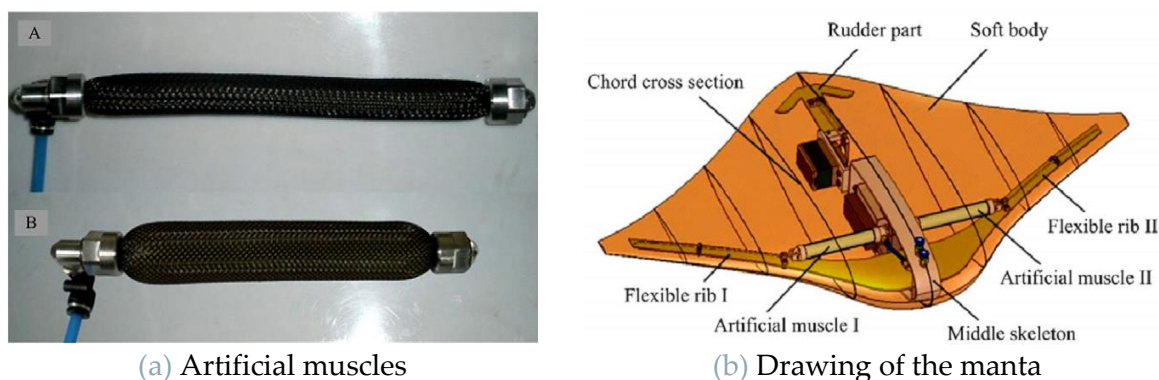 A
B
Rudder part
Soft body
Chord cross section
Flexible rib II
Flexible rib I
Artificial muscle II
Artificial muscle I
Middle skeleton
(a) Artificial muscles
(b) Drawing of the manta